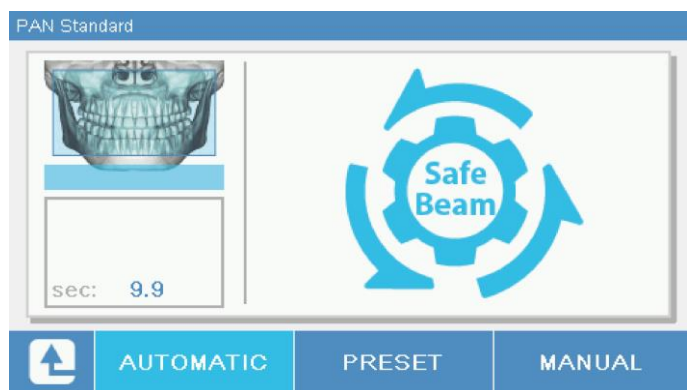 PAN Standard
Safe
Beam
sec: 9.9
AUTOMATIC PRESET MANUAL